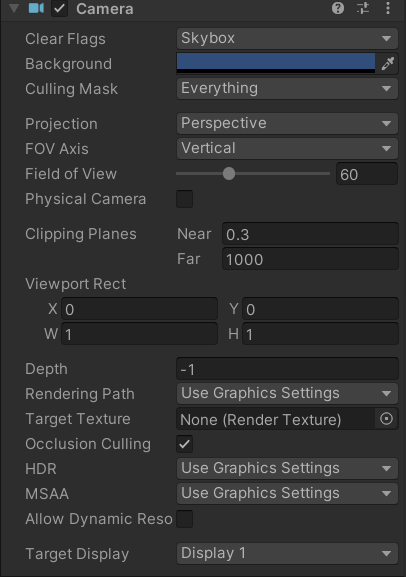 Camera
Clear Flags Skybox
Background
Culling Mask Everything
Projection Perspective
FOV Axis Vertical
Field of View 60
Physical Camera
Clipping Planes Near 0.3
Far 1000
Viewport Rect
X 0 Y 0
W 1 H 1
Depth -1
Rendering Path Use Graphics Settings
Target Texture None (Render Texture)
Occlusion Culling
HDR Use Graphics Settings
MSAA Use Graphics Settings
Allow Dynamic Reso
Target Display Display 1